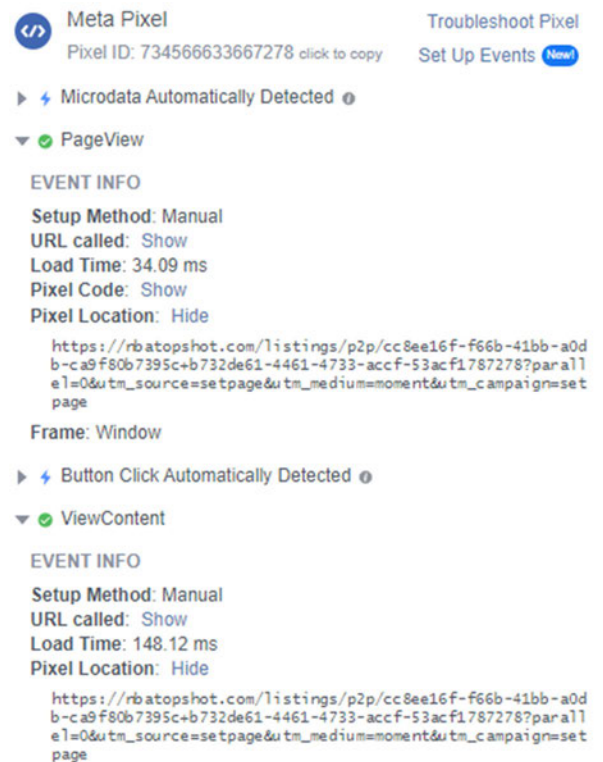 </> Meta Pixel Troubleshoot Pixel
Pixel ID: 734566633667278 click to copy Set Up Events New!
Microdata Automatically Detected i
PageView
EVENT INFO
Setup Method: Manual
URL called: Show
Load Time: 34.09 ms
Pixel Code: Show
Pixel Location: Hide
https://nbatopshot.com/listings/p2p/cc8ee16f-f66b-41bb-a0d
b-ca9f80b7395c+b732de61-4461-4733-accf-53acf1787278?parall
el=0&utm_source=setpage&utm_medium=moment&utm_campaign=set
page
Frame: Window
Button Click Automatically Detected i
ViewContent
EVENT INFO
Setup Method: Manual
URL called: Show
Load Time: 148.12 ms
Pixel Location: Hide
https://nbatopshot.com/listings/p2p/cc8ee16f-f66b-41bb-a0d
b-ca9f80b7395c+b732de61-4461-4733-accf-53acf1787278?parall
el=0&utm_source=setpage&utm_medium=moment&utm_campaign=set
page